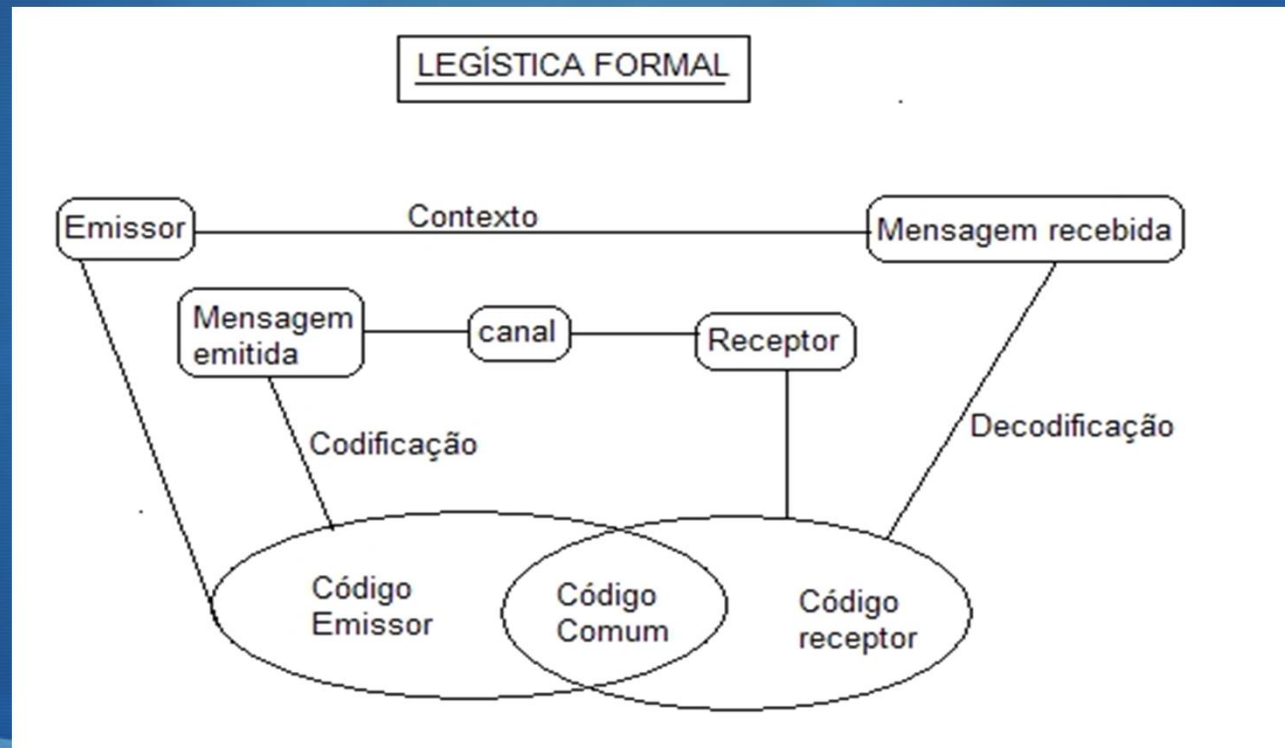 LEGÍSTICA FORMAL
Emissor
Contexto
Mensagem recebida
Mensagem
emitida
canal
Receptor
Codificação
Decodificação
Código
Emissor
Código
Comum
Código
receptor